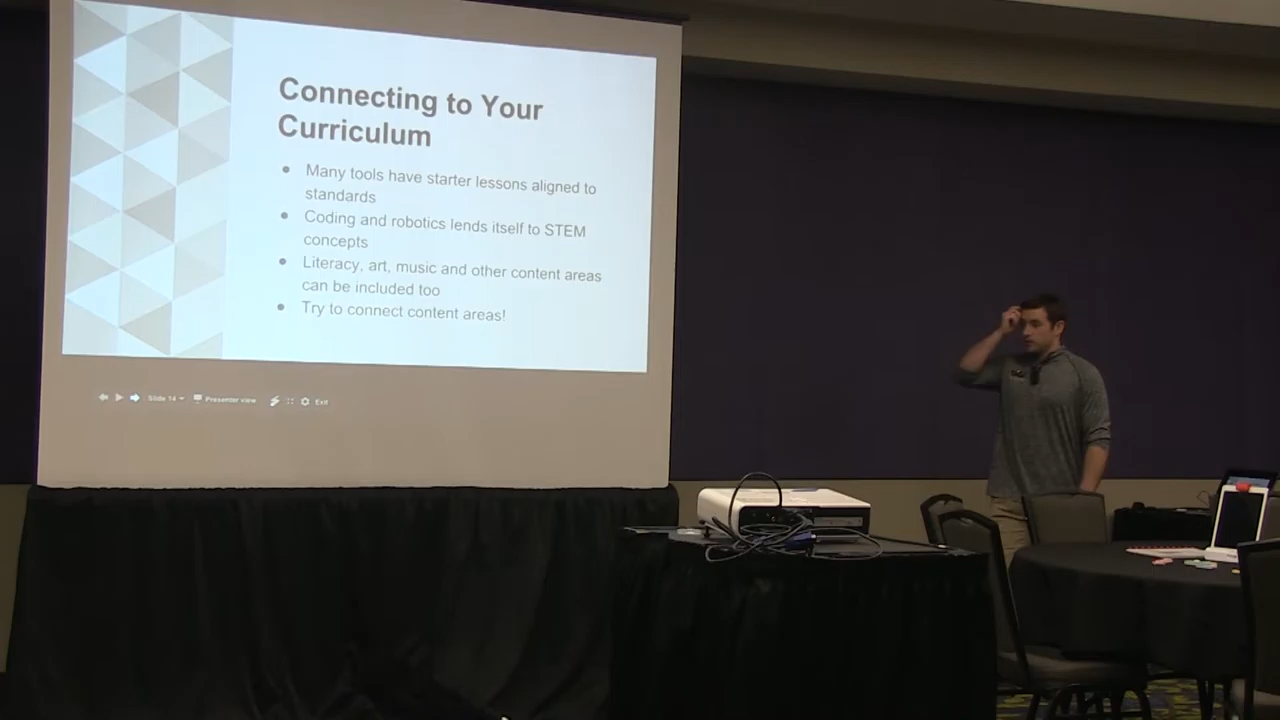 Connecting to Your
Curriculum
● Many tools have starter lessons aligned to
standards
● Coding and robotics lends itself to STEM
concepts
● Literacy, art, music and other content areas
can be included too
● Try to connect content areas!
Slide 14 Presenter view Exit